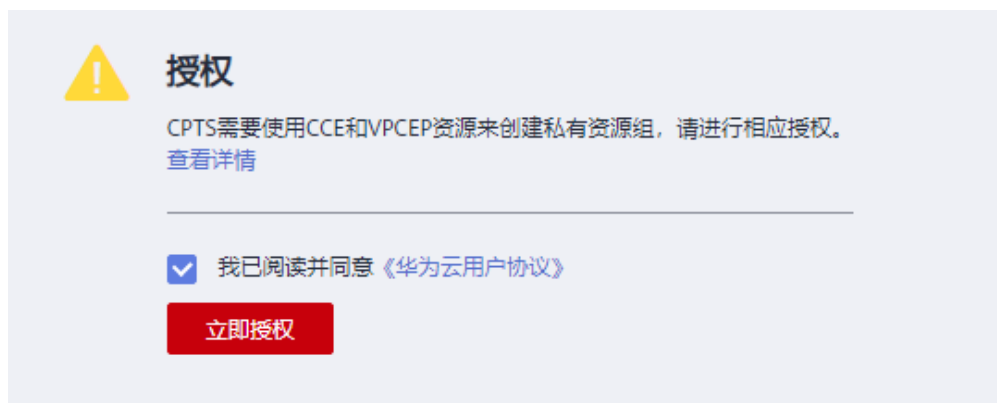 授权
CPTS需要使用CCE和VPCEP资源来创建私有资源组，请进行相应授权。
查看详情
我已阅读并同意《华为云用户协议》
立即授权